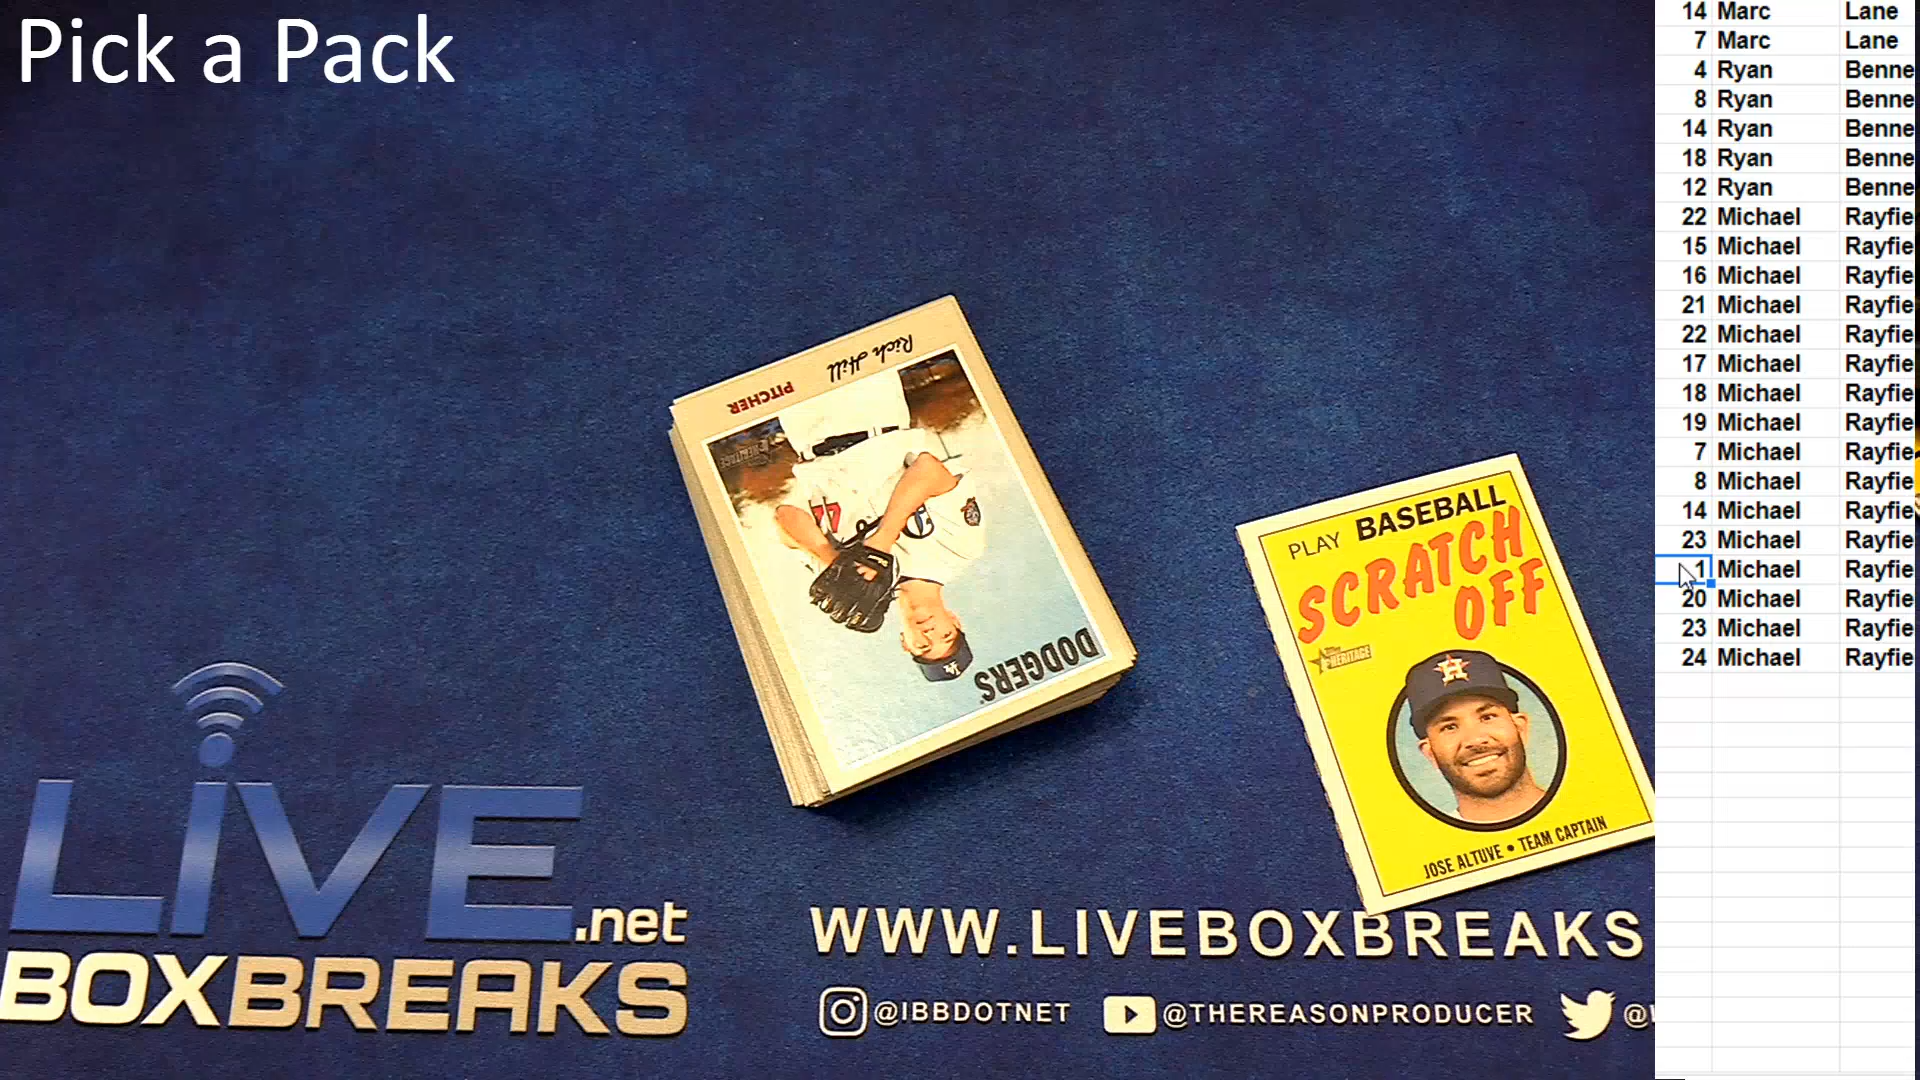 Pick a Pack
Rich Hill
PITCHER
HERITAGE
44
DODGERS
PLAY BASEBALL
SCRATCH
OFF
Topps HERITAGE
H
JOSE ALTUVE • TEAM CAPTAIN
LIVE.net
BOXBREAKS
WWW.LIVEBOXBREAKS
@IBBDOTNET
@THEREASONPRODUCER
14 Marc Lane
7 Marc Lane
4 Ryan Benne
8 Ryan Benne
14 Ryan Benne
18 Ryan Benne
12 Ryan Benne
22 Michael Rayfie
15 Michael Rayfie
16 Michael Rayfie
21 Michael Rayfie
22 Michael Rayfie
17 Michael Rayfie
18 Michael Rayfie
19 Michael Rayfie
7 Michael Rayfie
8 Michael Rayfie
14 Michael Rayfie
23 Michael Rayfie
1 Michael Rayfie
20 Michael Rayfie
23 Michael Rayfie
24 Michael Rayfie